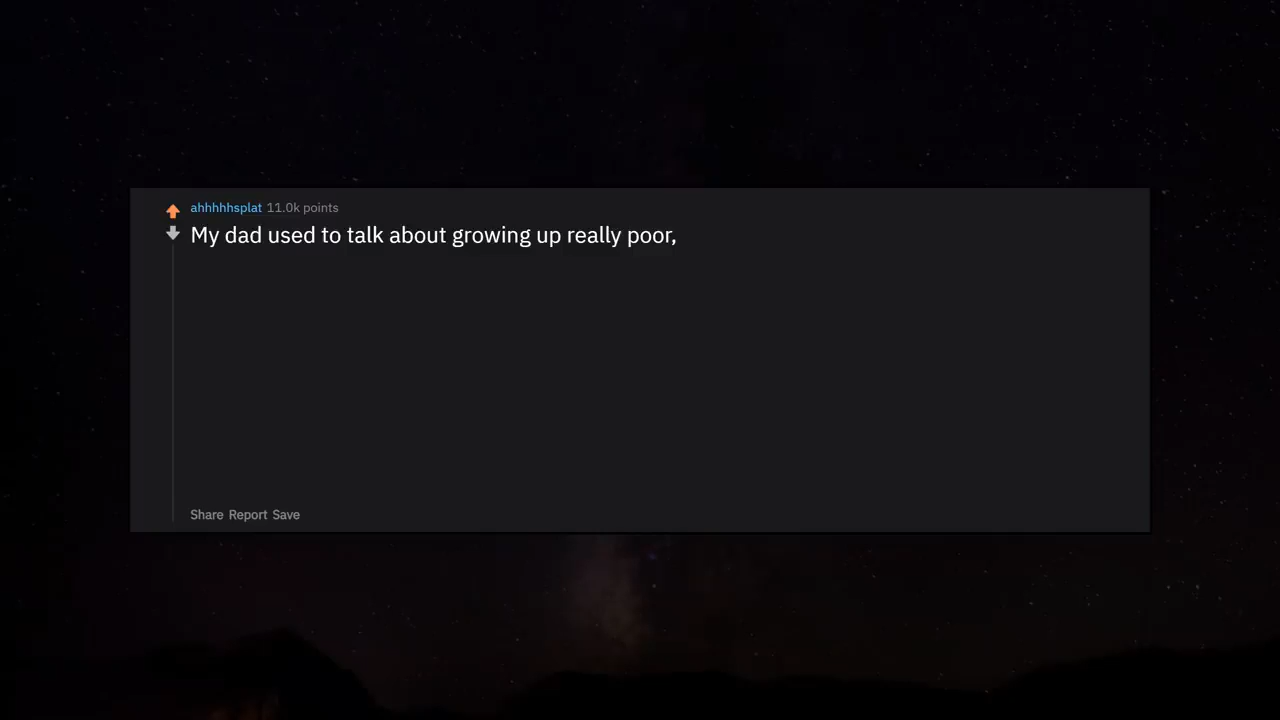 ahhhhhsplat 11.0k points
My dad used to talk about growing up really poor,
Share Report Save